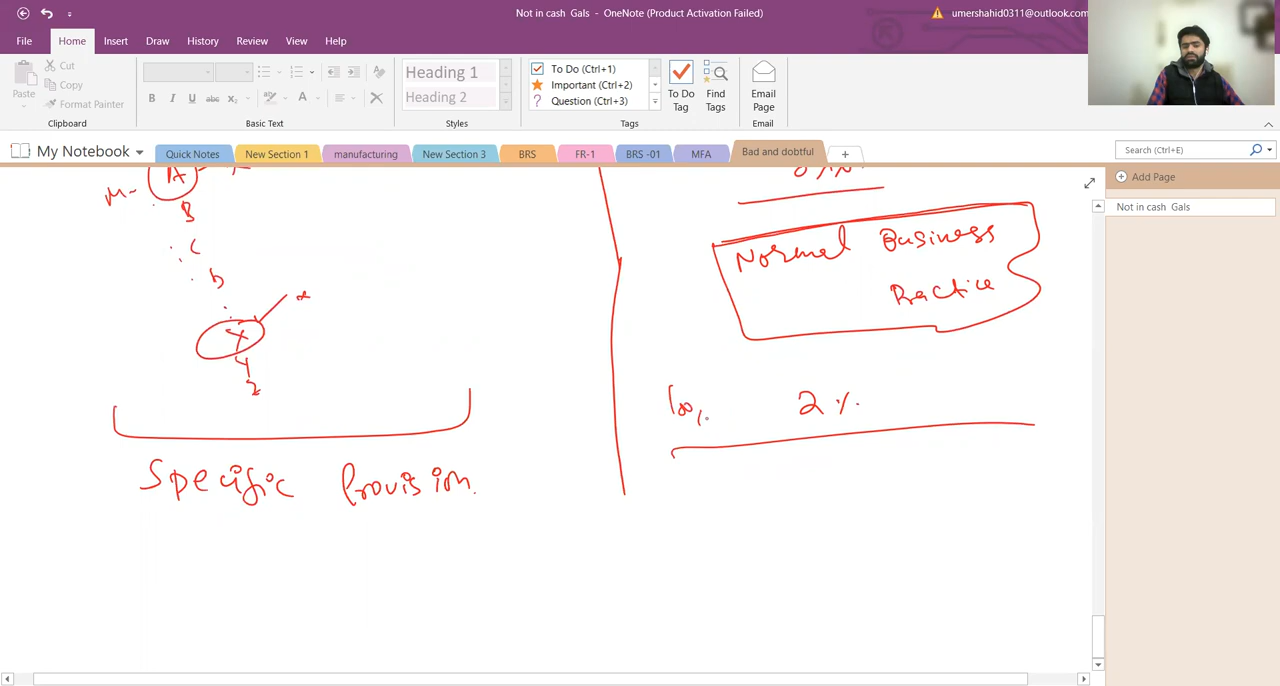 Not in cash Gals - OneNote (Product Activation Failed)
umershahid0311@outlook.com
File Home Insert Draw History Review View Help
Paste
Cut
Copy
Format Painter
Clipboard
B I U abc X₂ A
Basic Text
Heading 1
Heading 2
Styles
To Do (Ctrl+1)
Important (Ctrl+2)
? Question (Ctrl+3)
Tags
To Do Tag
Find Tags
Email Page
Email
My Notebook
Quick Notes
New Section 1
manufacturing
New Section 3
BRS
FR-1
BRS -01
MFA
Bad and dobtful
Search (Ctrl+E)
Add Page
Not in cash Gals
A
B
C
D
X
Y
Z
Specific Provision.
Normal Business
Practice
2 %